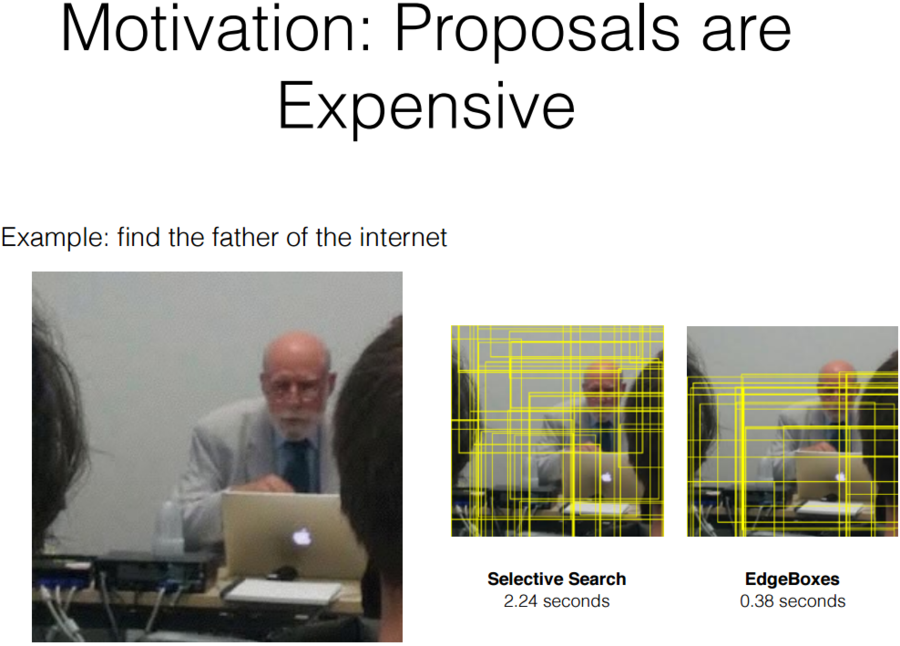 Motivation: Proposals are
Expensive
Example: find the father of the internet
Selective Search
2.24 seconds
EdgeBoxes
0.38 seconds